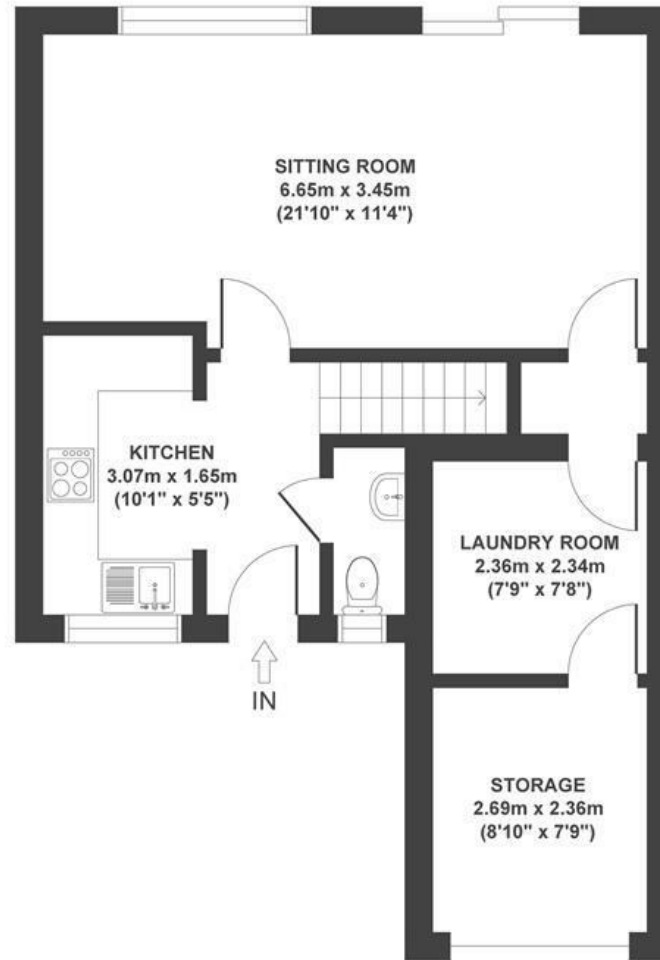 SITTING ROOM
6.65m x 3.45m
(21'10" x 11'4")
KITCHEN
3.07m x 1.65m
(10'1" x 5'5")
LAUNDRY ROOM
2.36m x 2.34m
(7'9" x 7'8")
IN
STORAGE
2.69m x 2.36m
(8'10" x 7'9")